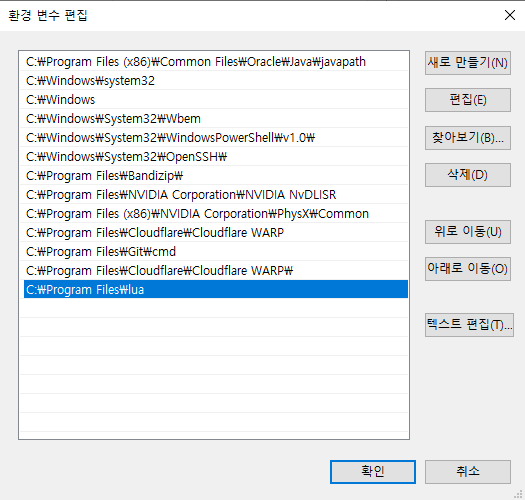 환경 변수 편집
C:₩Program Files (x86)₩Common Files₩Oracle₩Java₩javapath
C:₩Windows₩system32
C:₩Windows
C:₩Windows₩System32₩Wbem
C:₩Windows₩System32₩WindowsPowerShell₩v1.0₩
C:₩Windows₩System32₩OpenSSH₩
C:₩Program Files₩Bandizip₩
C:₩Program Files₩NVIDIA Corporation₩NVIDIA NvDLISR
C:₩Program Files (x86)₩NVIDIA Corporation₩PhysX₩Common
C:₩Program Files₩Cloudflare₩Cloudflare WARP
C:₩Program Files₩Git₩cmd
C:₩Program Files₩Cloudflare₩Cloudflare WARP₩
C:₩Program Files₩lua
새로 만들기(N)
편집(E)
찾아보기(B)...
삭제(D)
위로 이동(U)
아래로 이동(O)
텍스트 편집(T)...
확인
취소